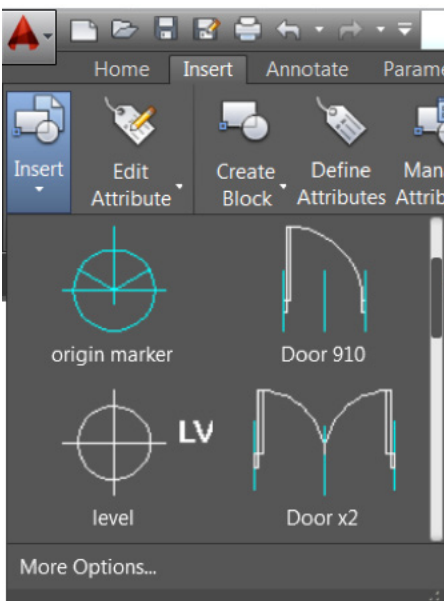 Home Insert Annotate Parame
Insert Edit Attribute Create Block Define Attributes Man Attrib
origin marker Door 910
LV
level Door x2
More Options...